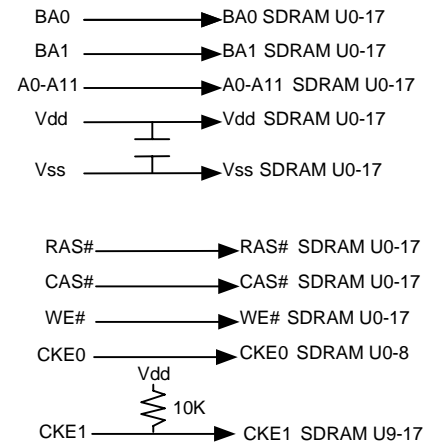 BA0 BA0 SDRAM U0-17
BA1 BA1 SDRAM U0-17
A0-A11 A0-A11 SDRAM U0-17
Vdd Vdd SDRAM U0-17
Vss Vss SDRAM U0-17
RAS# RAS# SDRAM U0-17
CAS# CAS# SDRAM U0-17
WE# WE# SDRAM U0-17
CKE0 CKE0 SDRAM U0-8
Vdd
10K
CKE1 CKE1 SDRAM U9-17